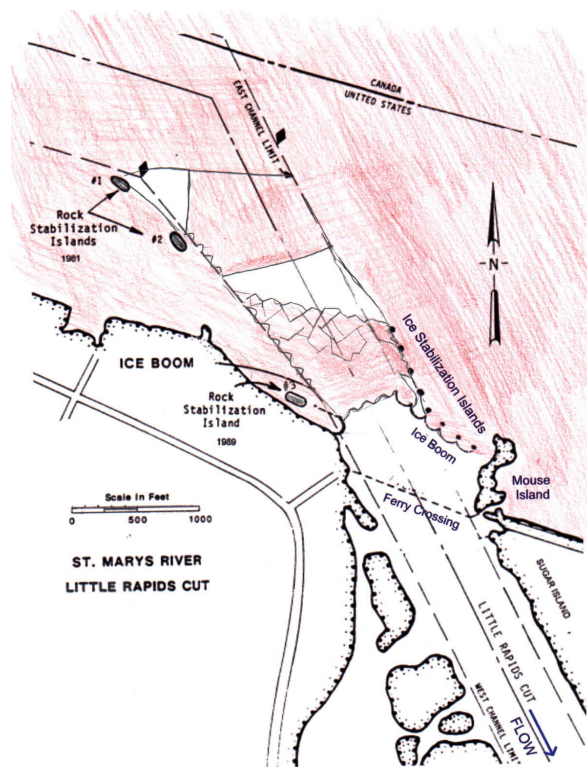 CANADA
UNITED STATES
EAST CHANNEL LIMIT
#1
Rock
Stabilization
Islands
1981
#2
N
ICE BOOM
Ice Stabilization Islands
#3
Rock
Stabilization
Island
1989
Ice Boom
Mouse
Island
Scale in Feet
0 500 1000
Ferry Crossing
ST. MARYS RIVER
LITTLE RAPIDS CUT
SUGAR ISLAND
LITTLE RAPIDS CUT
WEST CHANNEL LIMIT
FLOW